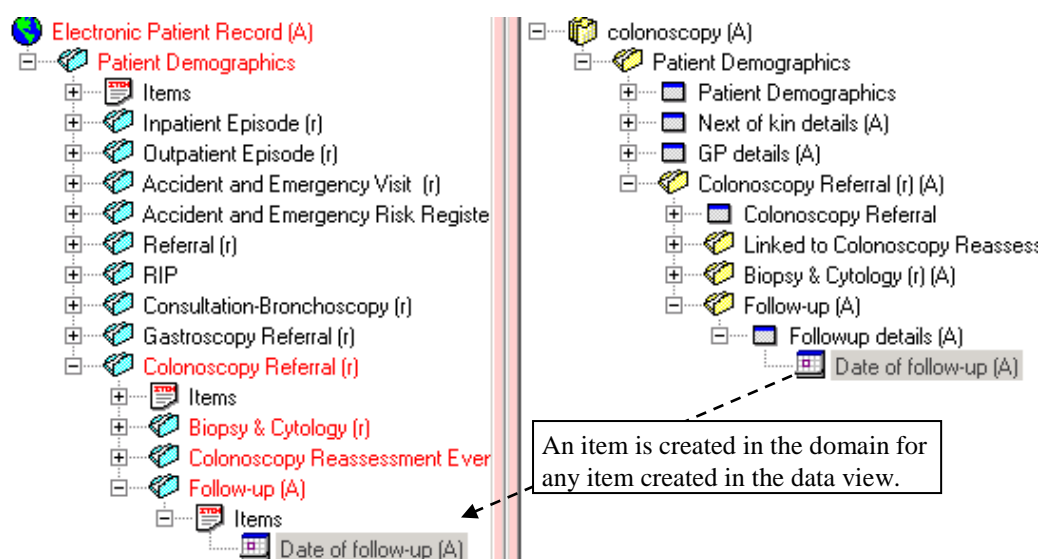 Electronic Patient Record (A)
Patient Demographics
Items
Inpatient Episode (r)
Outpatient Episode (r)
Accident and Emergency Visit (r)
Accident and Emergency Risk Registe
Referral (r)
RIP
Consultation-Bronchoscopy (r)
Gastroscopy Referral (r)
Colonoscopy Referral (r)
Items
Biopsy & Cytology (r)
Colonoscopy Reassessment Ever
Follow-up (A)
Items
Date of follow-up (A)
colonoscopy (A)
Patient Demographics
Patient Demographics
Next of kin details (A)
GP details (A)
Colonoscopy Referral (r) (A)
Colonoscopy Referral
Linked to Colonoscopy Reassess
Biopsy & Cytology (r) (A)
Follow-up (A)
Followup details (A)
Date of follow-up (A)
An item is created in the domain for
any item created in the data view.